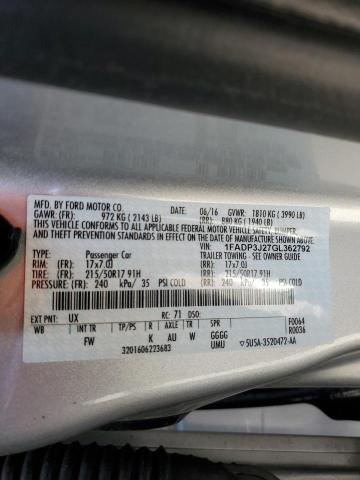 MFD. BY FORD MOTOR CO.
06/16 GVWR: 1810 KG (3990 LB)
GAWR: (FR): 972 KG (2143 LB) (RR): 880 KG (1940 LB)
THIS VEHICLE CONFORMS TO ALL APPLICABLE FEDERAL MOTOR VEHICLE SAFETY, BUMPER, AND THEFT PREVENTION STANDARDS IN EFFECT ON THE DATE OF MANUFACTURE SHOWN ABOVE.
VIN: 1FADP3J27GL362792
TYPE: Passenger Car TRAILER TOWING - SEE OWNER GUIDE
RIM: (FR): 17x7.0J (RR): 17x7.0J
TIRE: (FR): 215/50R17 91H (RR): 215/50R17 91H
PRESSURE: (FR): 240 kPa/ 35 PSI COLD (RR): 240 kPa/ 35 PSI COLD
EXT PNT: UX RC: 71 DSO: F0064
WB INT TR TP/PS R AXLE TR SPR R0036
FW K AU W GGGG
3201606223683 UMU 5U5A-3520472-AA